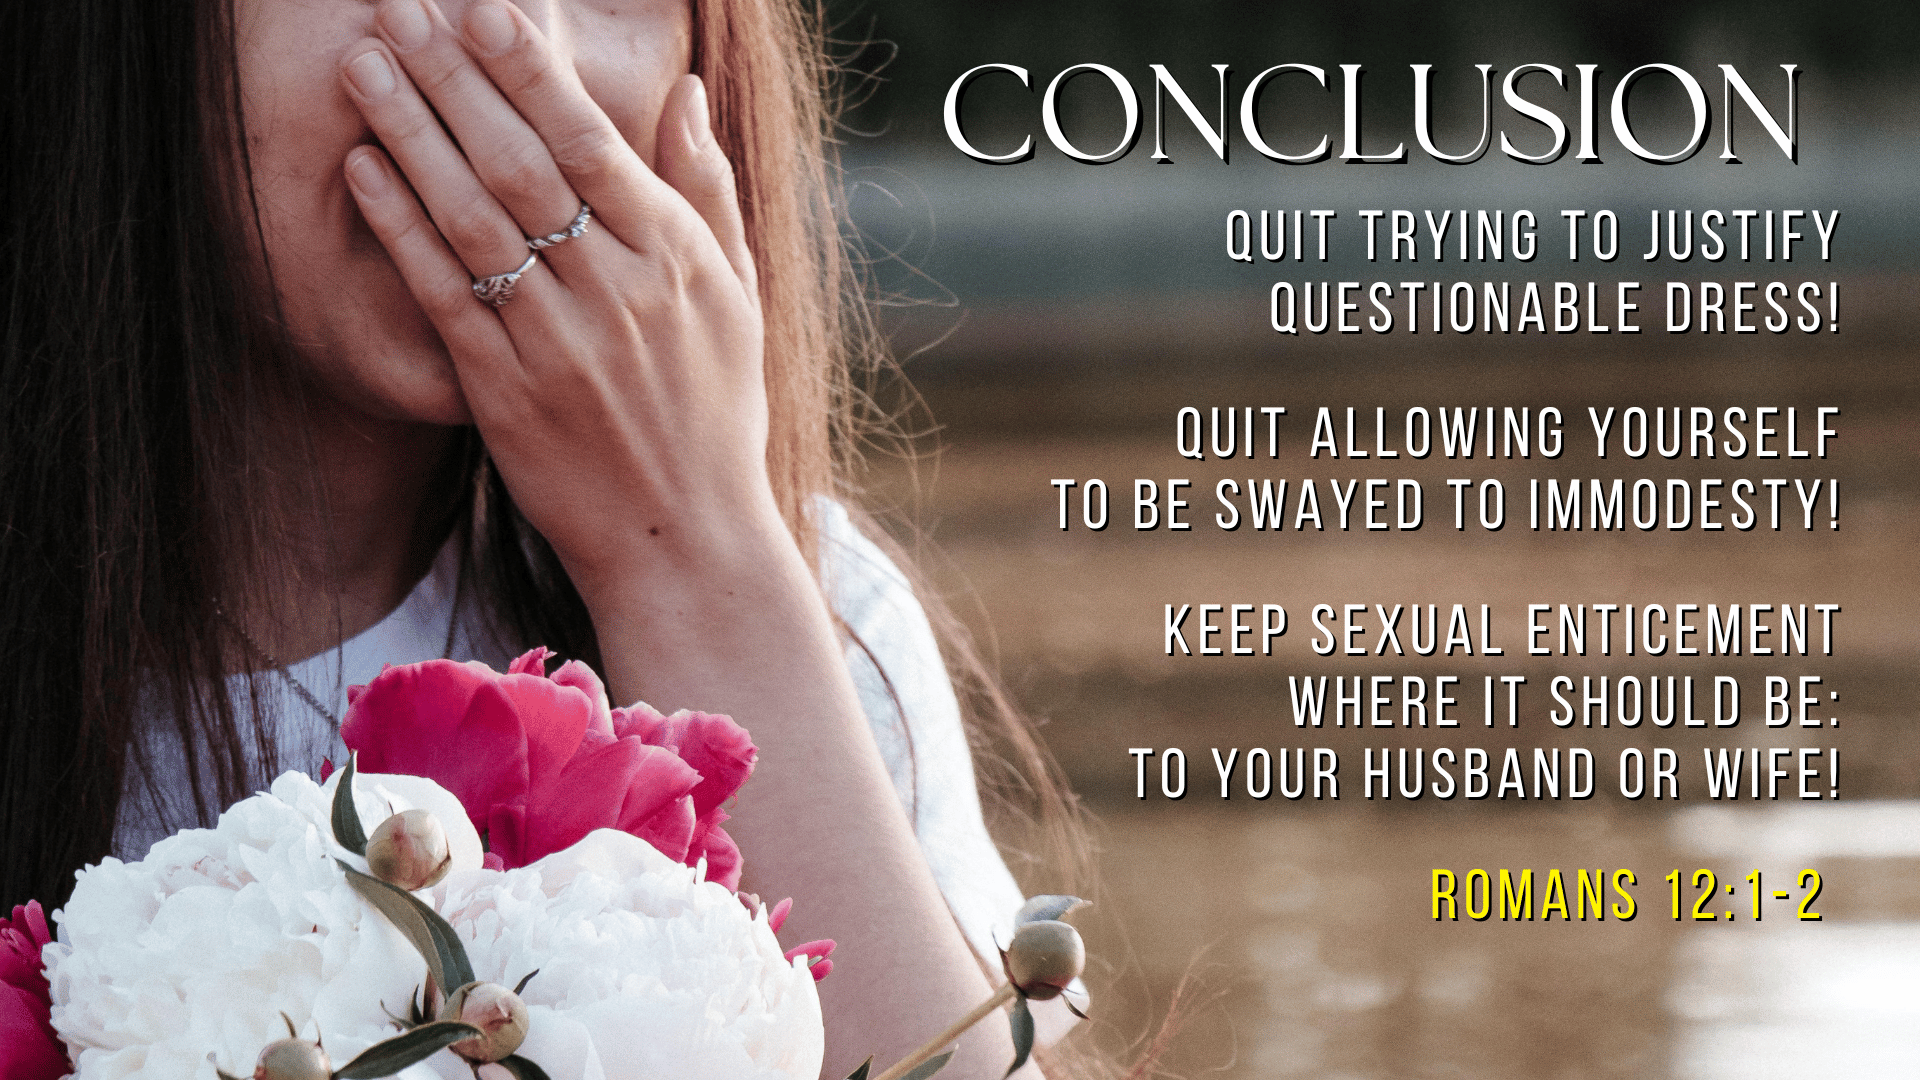 CONCLUSION
QUIT TRYING TO JUSTIFY
QUESTIONABLE DRESS!
QUIT ALLOWING YOURSELF
TO BE SWAYED TO IMMODESTY!
KEEP SEXUAL ENTICEMENT
WHERE IT SHOULD BE:
TO YOUR HUSBAND OR WIFE!
ROMANS 12:1-2